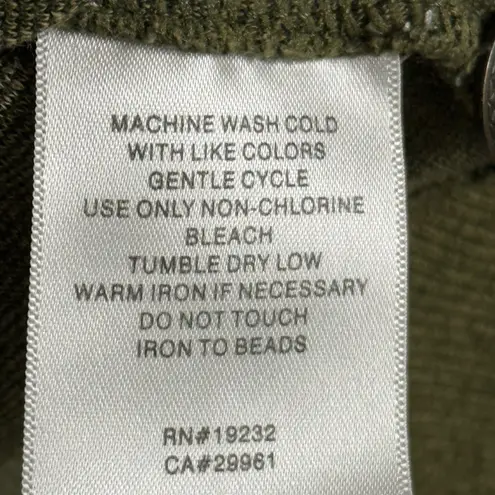 MACHINE WASH COLD
WITH LIKE COLORS
GENTLE CYCLE
USE ONLY NON-CHLORINE
BLEACH
TUMBLE DRY LOW
WARM IRON IF NECESSARY
DO NOT TOUCH
IRON TO BEADS
RN#19232
CA#29961